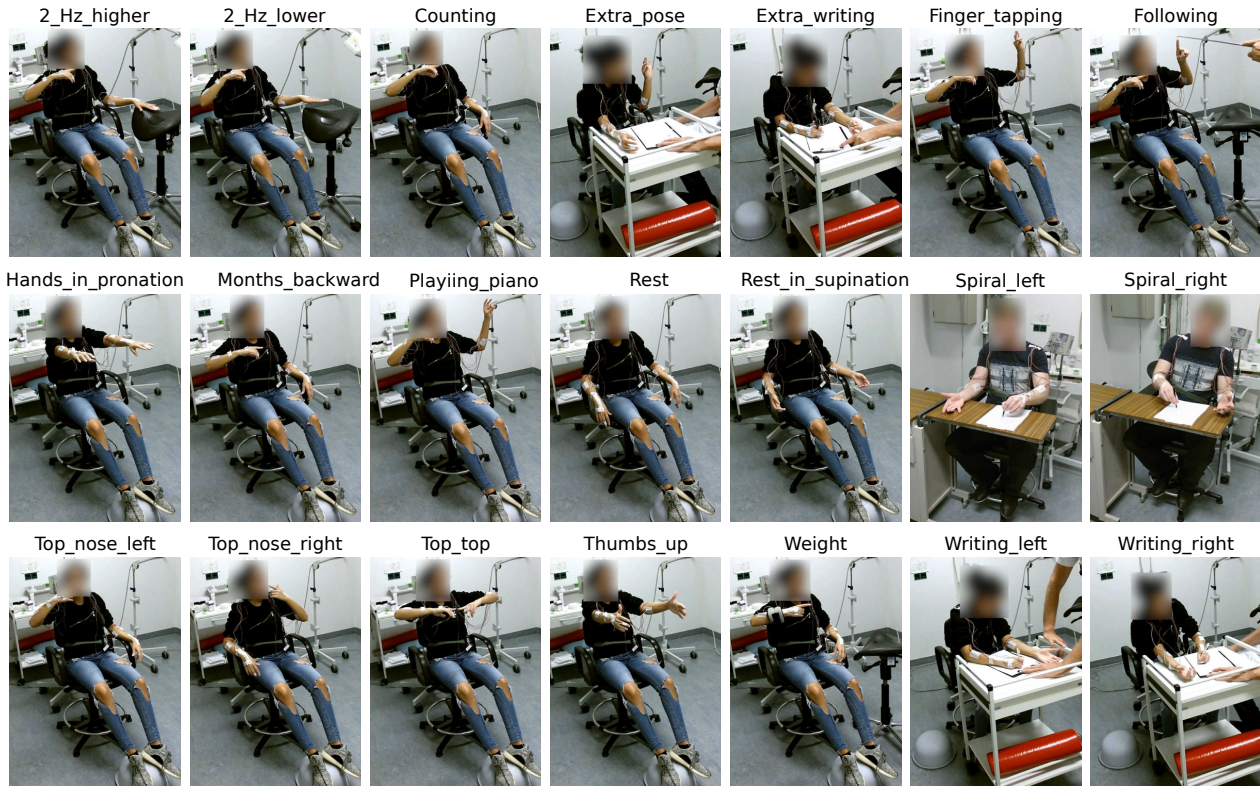 2_Hz_higher
2_Hz_lower
Counting
Extra_pose
Extra_writing
Finger_tapping
Following
Hands_in_pronation
Months_backward
Playiing_piano
Rest
Rest_in_supination
Spiral_left
Spiral_right
Top_nose_left
Top_nose_right
Top_top
Thumbs_up
Weight
Writing_left
Writing_right